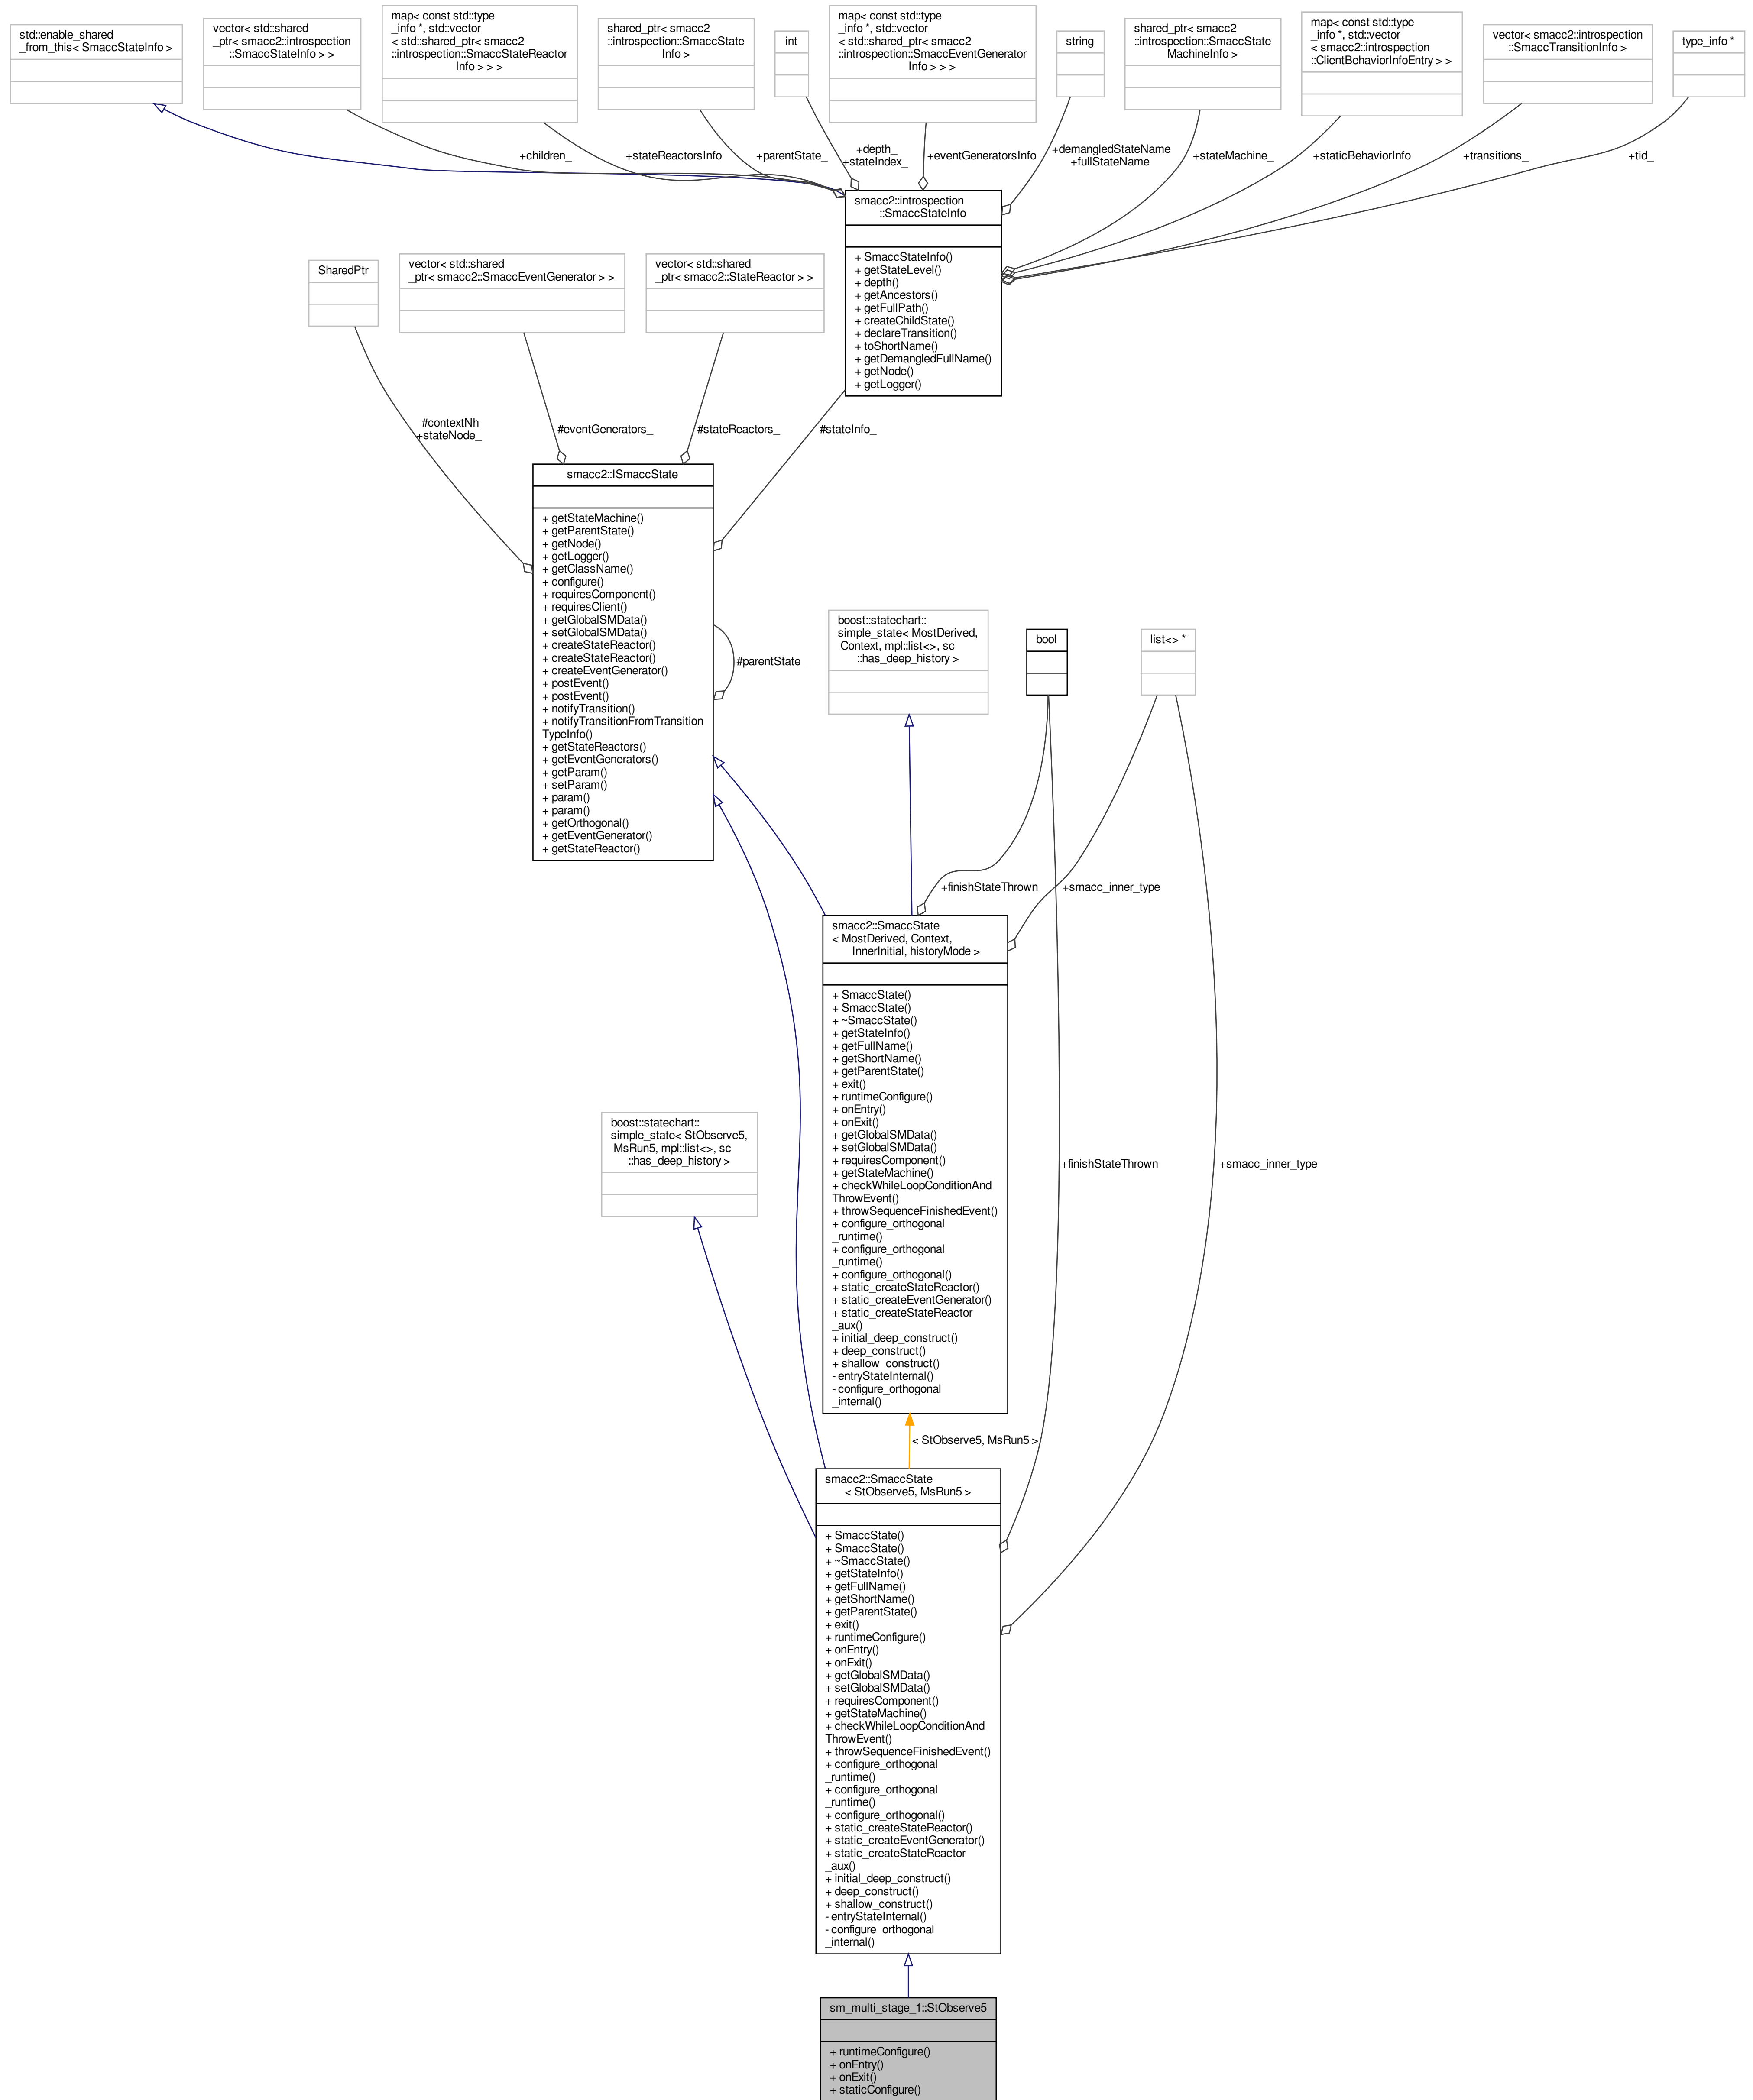 std::enable_shared
_from_this< SmaccStateInfo >
vector< std::shared
_ptr< smacc2::introspection
::SmaccStateInfo > >
map< const std::type
_info *, std::vector
< std::shared_ptr< smacc2
::introspection::SmaccStateReactor
Info > > >
shared_ptr< smacc2
::introspection::SmaccState
Info >
int
map< const std::type
_info *, std::vector
< std::shared_ptr< smacc2
::introspection::SmaccEventGenerator
Info > > >
string
shared_ptr< smacc2
::introspection::SmaccState
MachineInfo >
map< const std::type
_info *, std::vector
< smacc2::introspection
::ClientBehaviorInfoEntry > >
vector< smacc2::introspection
::SmaccTransitionInfo >
type_info *
+children_
+stateReactorsInfo
+parentState_
+depth_
+stateIndex_
+eventGeneratorsInfo
+demangledStateName
+fullStateName
+stateMachine_
+staticBehaviorInfo
+transitions_
+tid_
smacc2::introspection
::SmaccStateInfo
+ SmaccStateInfo()
+ getStateLevel()
+ depth()
+ getAncestors()
+ getFullPath()
+ createChildState()
+ declareTransition()
+ toShortName()
+ getDemangledFullName()
+ getNode()
+ getLogger()
SharedPtr
vector< std::shared
_ptr< smacc2::SmaccEventGenerator > >
vector< std::shared
_ptr< smacc2::StateReactor > >
#contextNh
+stateNode_
#eventGenerators_
#stateReactors_
#stateInfo_
smacc2::ISmaccState
+ getStateMachine()
+ getParentState()
+ getNode()
+ getLogger()
+ getClassName()
+ configure()
+ requiresComponent()
+ requiresClient()
+ getGlobalSMData()
+ setGlobalSMData()
+ createStateReactor()
+ createStateReactor()
+ createEventGenerator()
+ postEvent()
+ postEvent()
+ notifyTransition()
+ notifyTransitionFromTransition
TypeInfo()
+ getStateReactors()
+ getEventGenerators()
+ getParam()
+ setParam()
+ param()
+ param()
+ getOrthogonal()
+ getEventGenerator()
+ getStateReactor()
#parentState_
boost::statechart::
simple_state< MostDerived,
Context, mpl::list<>, sc
::has_deep_history >
bool
list<> *
+finishStateThrown
+smacc_inner_type
smacc2::SmaccState
< MostDerived, Context,
InnerInitial, historyMode >
+ SmaccState()
+ SmaccState()
+ ~SmaccState()
+ getStateInfo()
+ getFullName()
+ getShortName()
+ getParentState()
+ exit()
+ runtimeConfigure()
+ onEntry()
+ onExit()
+ getGlobalSMData()
+ setGlobalSMData()
+ requiresComponent()
+ getStateMachine()
+ checkWhileLoopConditionAnd
ThrowEvent()
+ throwSequenceFinishedEvent()
+ configure_orthogonal
_runtime()
+ configure_orthogonal
_runtime()
+ configure_orthogonal()
+ static_createStateReactor()
+ static_createEventGenerator()
+ static_createStateReactor
_aux()
+ initial_deep_construct()
+ deep_construct()
+ shallow_construct()
- entryStateInternal()
- configure_orthogonal
_internal()
boost::statechart::
simple_state< StObserve5,
MsRun5, mpl::list<>, sc
::has_deep_history >
+finishStateThrown
+smacc_inner_type
< StObserve5, MsRun5 >
smacc2::SmaccState
< StObserve5, MsRun5 >
+ SmaccState()
+ SmaccState()
+ ~SmaccState()
+ getStateInfo()
+ getFullName()
+ getShortName()
+ getParentState()
+ exit()
+ runtimeConfigure()
+ onEntry()
+ onExit()
+ getGlobalSMData()
+ setGlobalSMData()
+ requiresComponent()
+ getStateMachine()
+ checkWhileLoopConditionAnd
ThrowEvent()
+ throwSequenceFinishedEvent()
+ configure_orthogonal
_runtime()
+ configure_orthogonal
_runtime()
+ configure_orthogonal()
+ static_createStateReactor()
+ static_createEventGenerator()
+ static_createStateReactor
_aux()
+ initial_deep_construct()
+ deep_construct()
+ shallow_construct()
- entryStateInternal()
- configure_orthogonal
_internal()
sm_multi_stage_1::StObserve5
+ runtimeConfigure()
+ onEntry()
+ onExit()
+ staticConfigure()